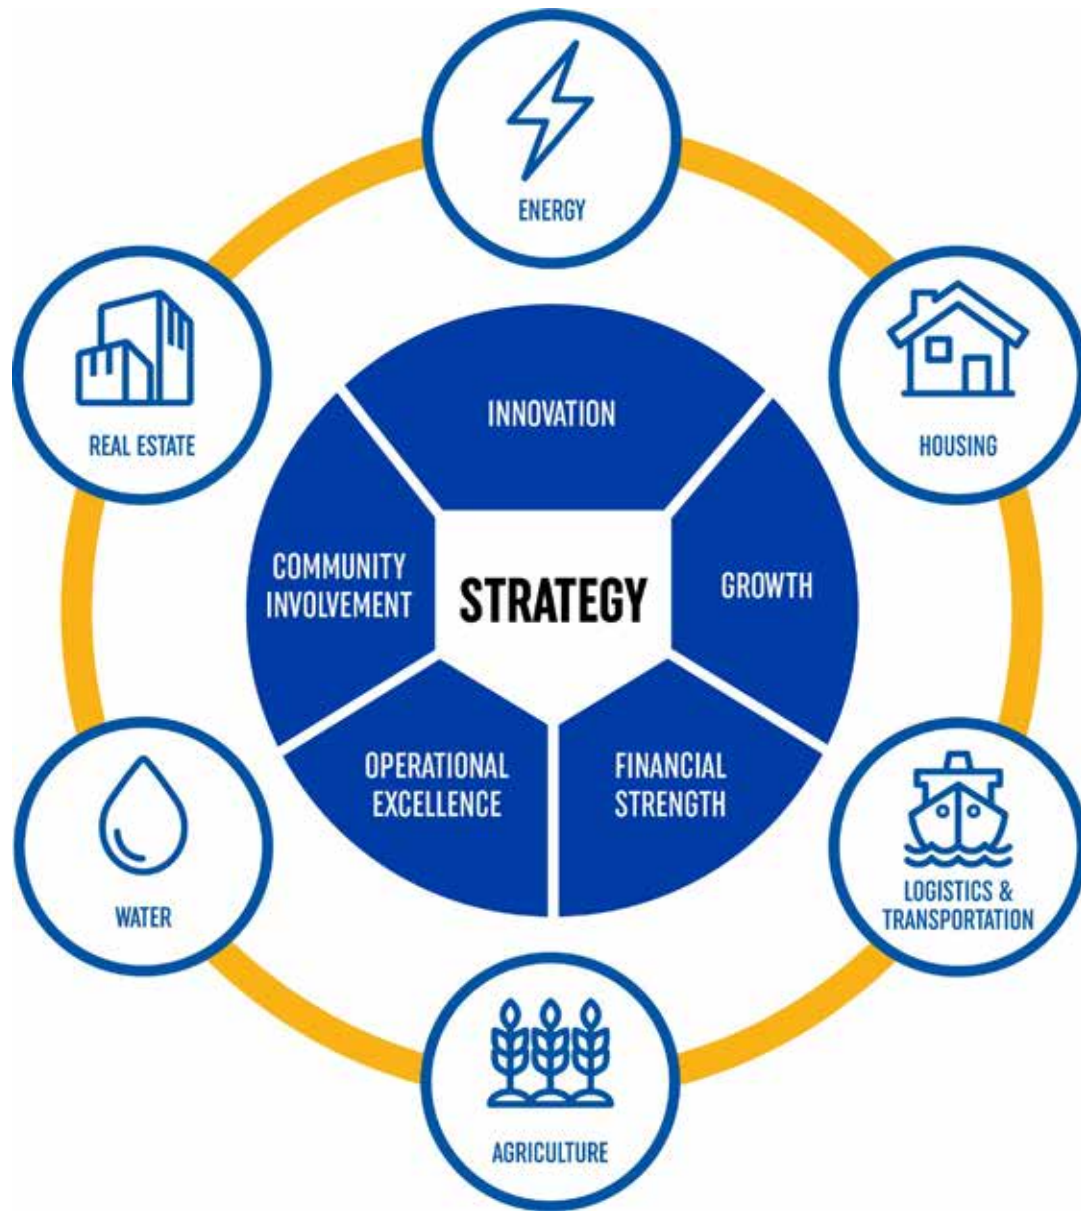 ENERGY
REAL ESTATE
HOUSING
INNOVATION
COMMUNITY
INVOLVEMENT
STRATEGY
GROWTH
OPERATIONAL
EXCELLENCE
FINANCIAL
STRENGTH
WATER
LOGISTICS &
TRANSPORTATION
AGRICULTURE